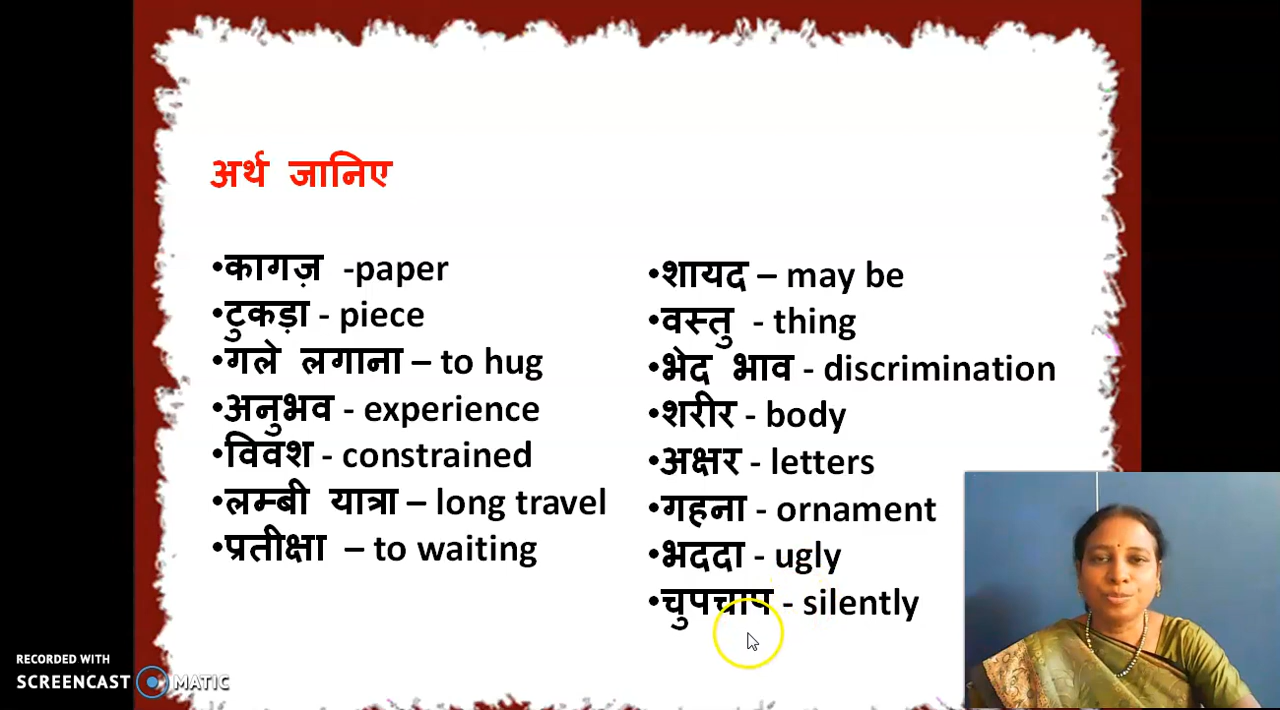 अर्थ जानिए
•कागज़ -paper
•टुकड़ा - piece
•गले लगाना – to hug
•अनुभव - experience
•विवश - constrained
•लम्बी यात्रा – long travel
•प्रतीक्षा – to waiting
•शायद – may be
•वस्तु - thing
•भेद भाव - discrimination
•शरीर - body
•अक्षर - letters
•गहना - ornament
•भददा - ugly
•चुपचाप - silently
RECORDED WITH
SCREENCAST MATIC